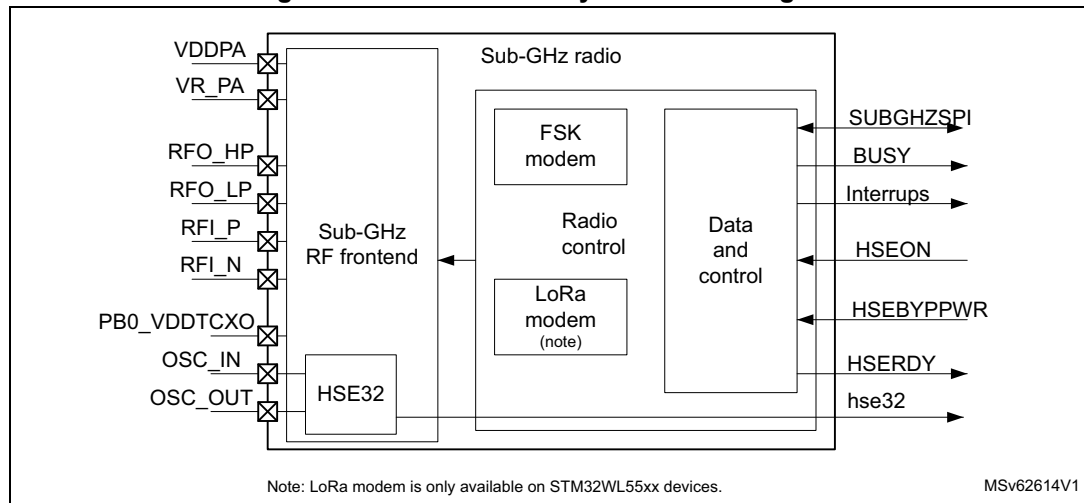 VDDPA
VR_PA
RFO_HP
RFO_LP
RFI_P
RFI_N
PB0_VDDTCXO
OSC_IN
OSC_OUT
Sub-GHz
RF frontend
HSE32
Sub-GHz radio
FSK
modem
Radio
control
LoRa
modem
(note)
Data
and
control
SUBGHZSPI
BUSY
Interrups
HSEON
HSEBYPPWR
HSERDY
hse32
Note: LoRa modem is only available on STM32WL55xx devices.
MSv62614V1